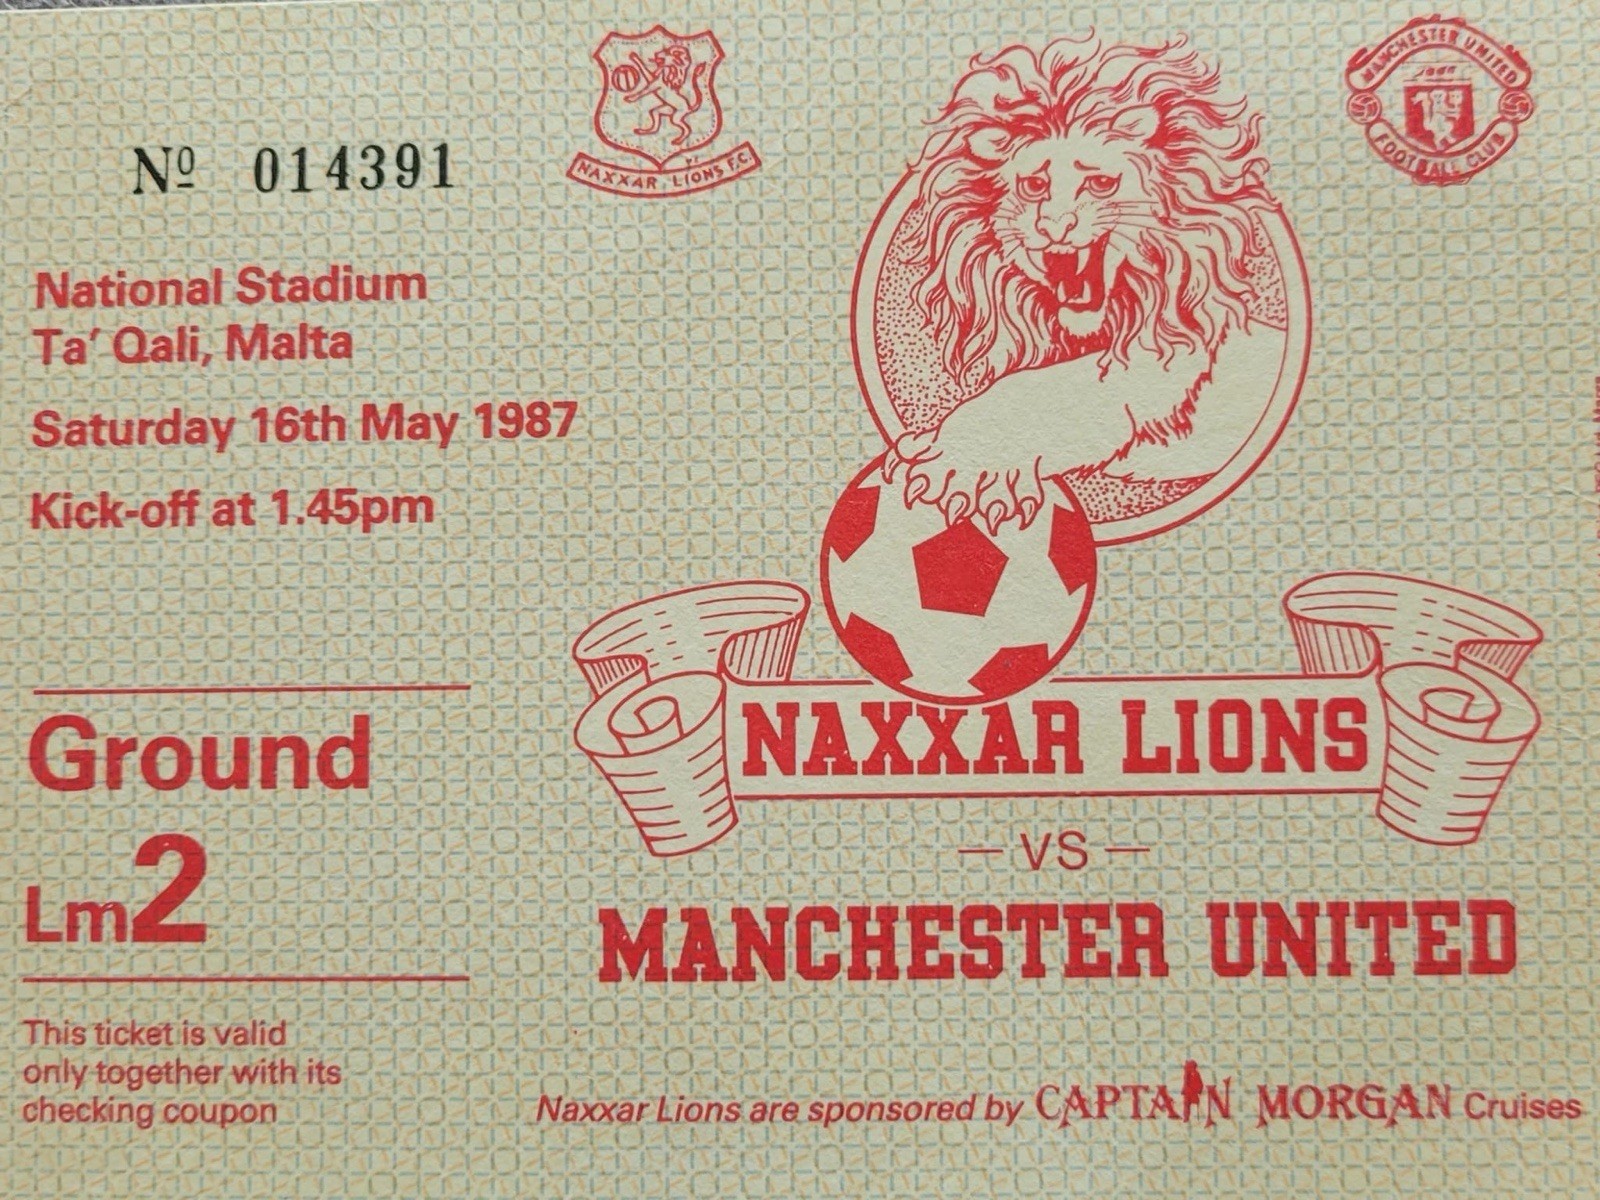 Nº 014391
NAXXAR LIONS F.C.
MANCHESTER UNITED
FOOTBALL CLUB
National Stadium
Ta' Qali, Malta
Saturday 16th May 1987
Kick-off at 1.45pm
Ground
Lm2
This ticket is valid
only together with its
checking coupon
NAXXAR LIONS
— VS —
MANCHESTER UNITED
Naxxar Lions are sponsored by CAPTAIN MORGAN Cruises